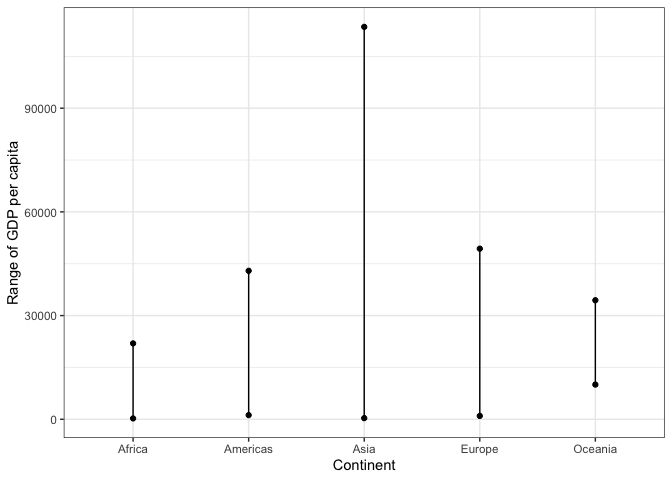 Range of GDP per capita
90000
60000
30000
0
Africa
Americas
Asia
Europe
Oceania
Continent